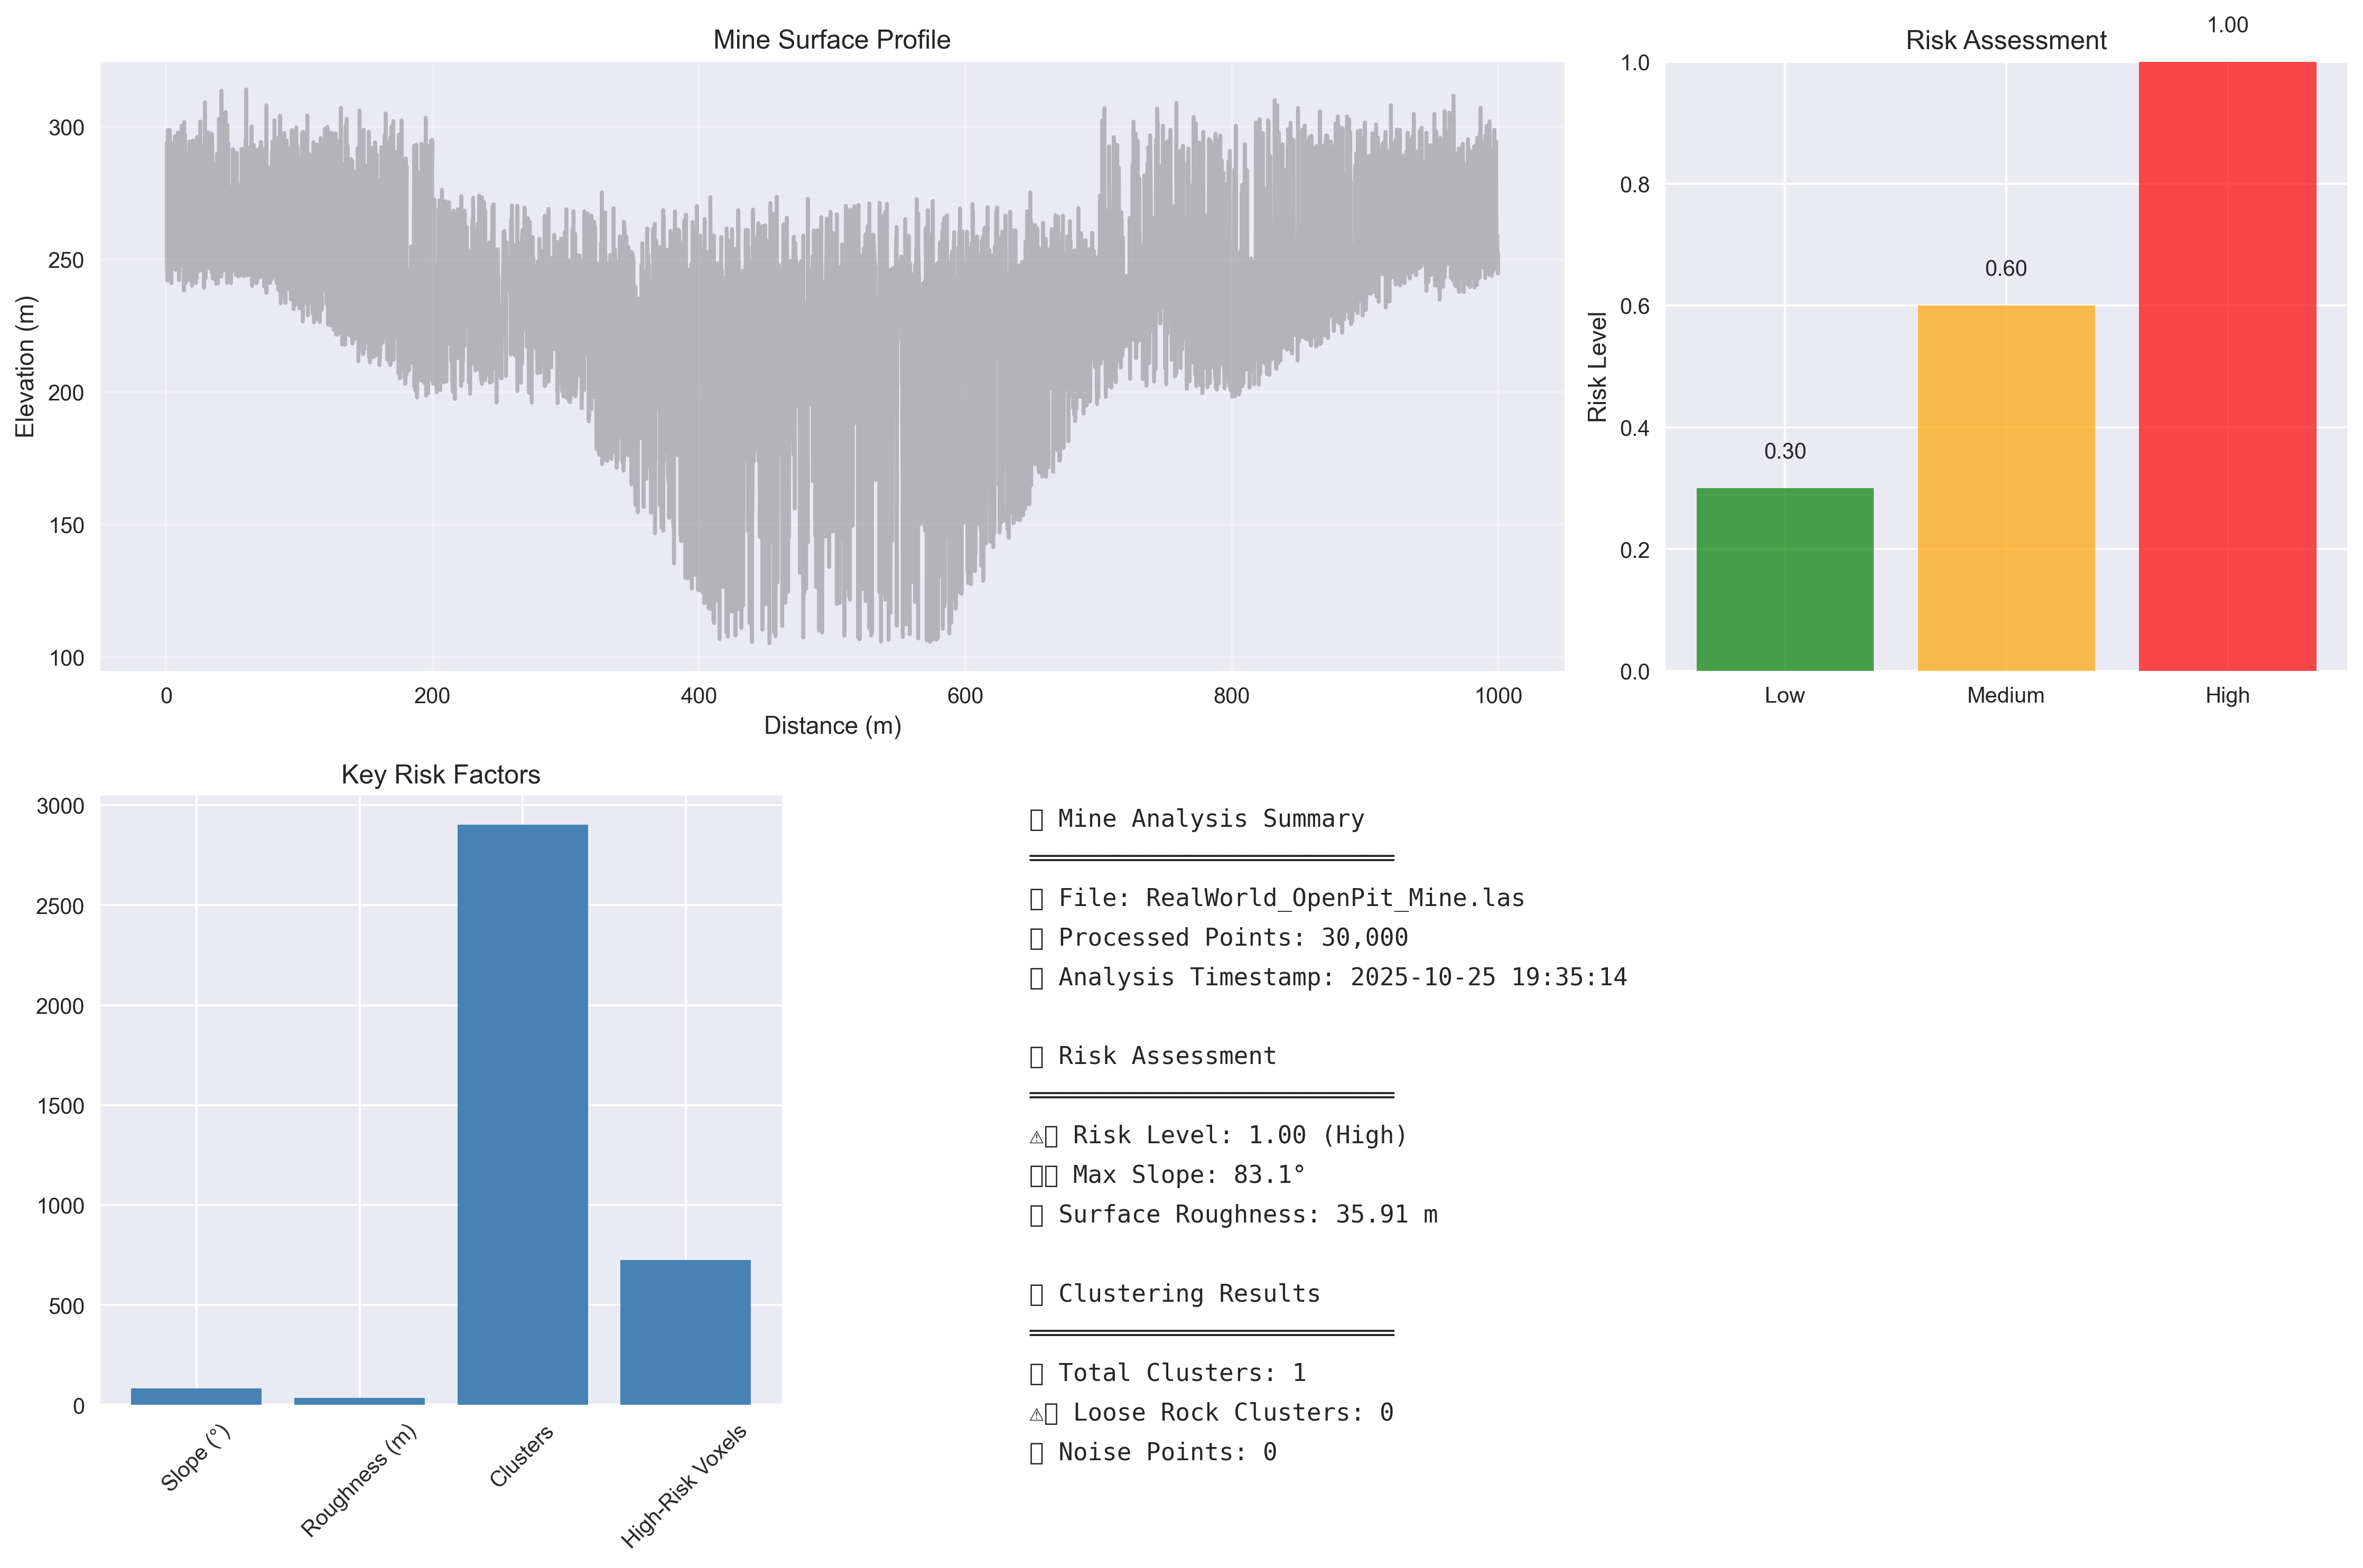 Mine Surface Profile
300
250
200
150
100
Elevation (m)
0 200 400 600 800 1000
Distance (m)
Risk Assessment
1.00
0.60
0.30
1.0
0.8
0.6
0.4
0.2
0.0
Risk Level
Low Medium High
Key Risk Factors
3000
2500
2000
1500
1000
500
0
Slope (°)
Roughness (m)
Clusters
High-Risk Voxels
Mine Analysis Summary
File: RealWorld_OpenPit_Mine.las
Processed Points: 30,000
Analysis Timestamp: 2025-10-25 19:35:14
Risk Assessment
⚠ Risk Level: 1.00 (High)
Max Slope: 83.1°
Surface Roughness: 35.91 m
Clustering Results
Total Clusters: 1
⚠ Loose Rock Clusters: 0
Noise Points: 0